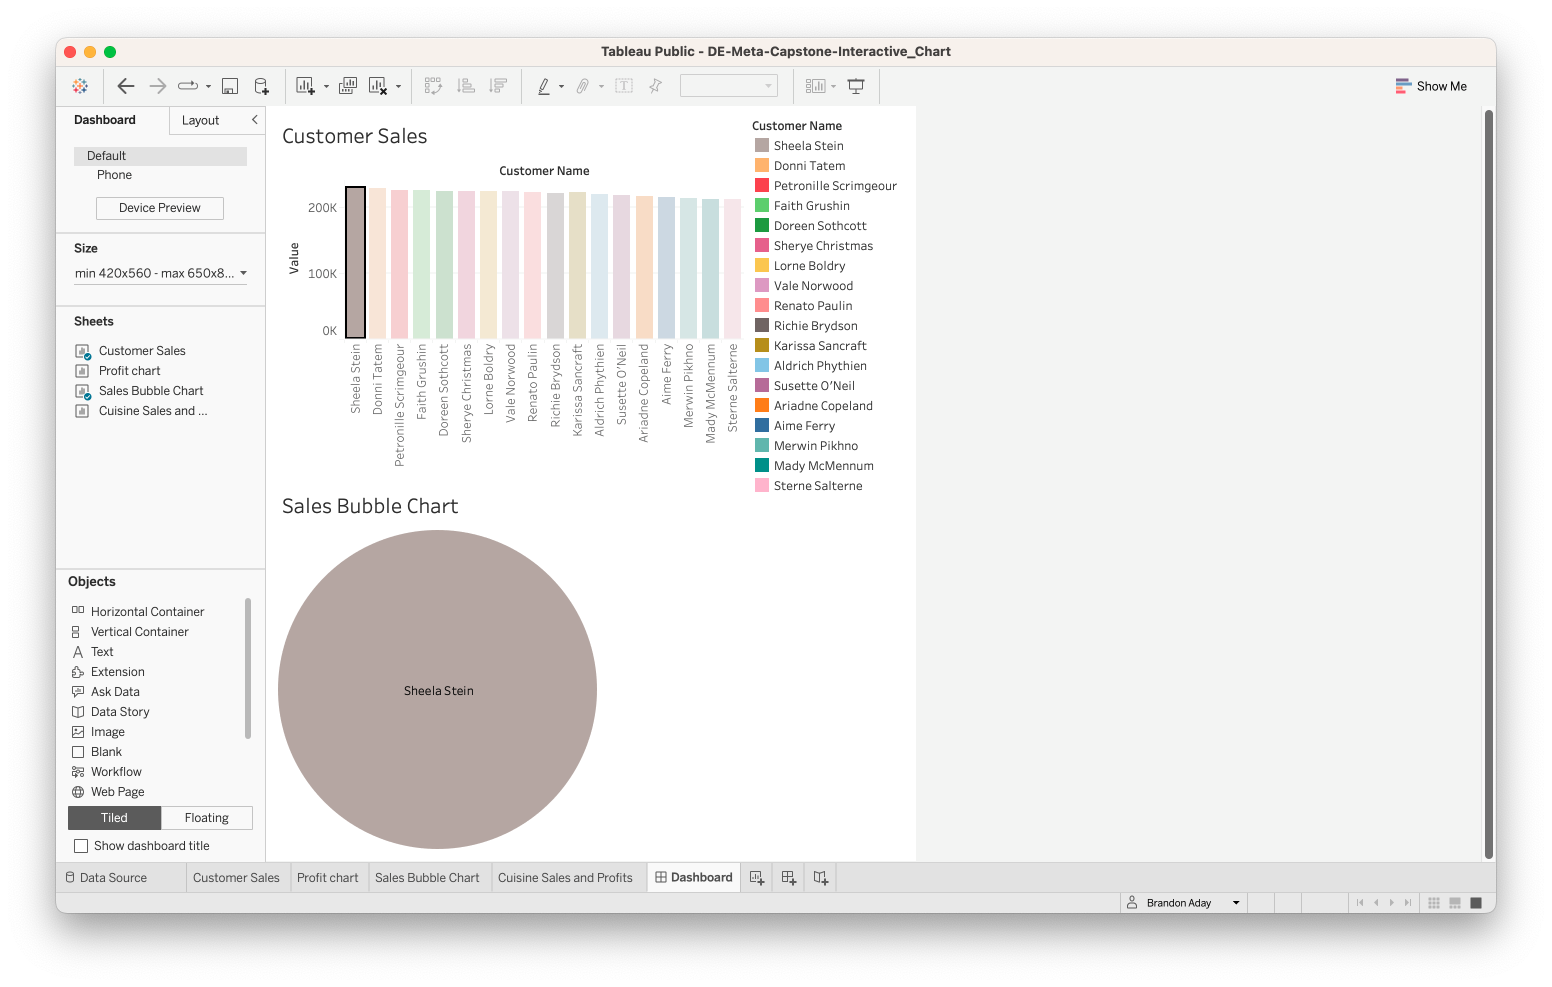 Tableau Public - DE-Meta-Capstone-Interactive_Chart
Show Me
Dashboard
Layout
Default
Phone
Device Preview
Size
min 420x560 - max 650x8...
Sheets
Customer Sales
Profit chart
Sales Bubble Chart
Cuisine Sales and ...
Objects
Horizontal Container
Vertical Container
Text
Extension
Ask Data
Data Story
Image
Blank
Workflow
Web Page
Tiled
Floating
Show dashboard title
Customer Sales
Customer Name
Value
200K
100K
0K
Sheela Stein
Donni Tatem
Petronille Scrimgeour
Faith Grushin
Doreen Sothcott
Sherye Christmas
Lorne Boldry
Vale Norwood
Renato Paulin
Richie Brydson
Karissa Sancraft
Aldrich Phythien
Susette O’Neil
Ariadne Copeland
Aime Ferry
Merwin Pikhno
Mady McMennum
Sterne Salterne
Customer Name
Sheela Stein
Donni Tatem
Petronille Scrimgeour
Faith Grushin
Doreen Sothcott
Sherye Christmas
Lorne Boldry
Vale Norwood
Renato Paulin
Richie Brydson
Karissa Sancraft
Aldrich Phythien
Susette O’Neil
Ariadne Copeland
Aime Ferry
Merwin Pikhno
Mady McMennum
Sterne Salterne
Sales Bubble Chart
Sheela Stein
Data Source
Customer Sales
Profit chart
Sales Bubble Chart
Cuisine Sales and Profits
Dashboard
Brandon Aday